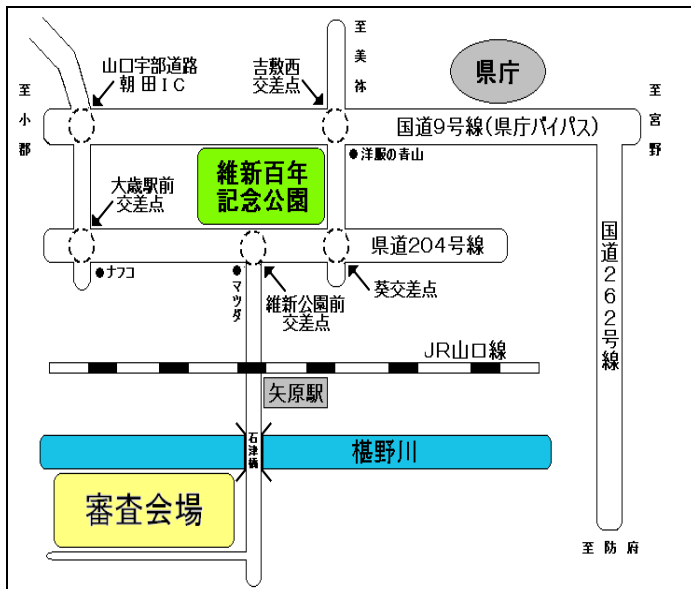 至美祢
県庁
山口宇部道路
朝田IC
吉敷西
交差点
至小郡
至宮野
国道9号線(県庁バイパス)
●洋服の青山
維新百年
記念公園
大歳駅前
交差点
県道204号線
国道262号線
●ナフコ
●マツダ
維新公園前
交差点
葵交差点
JR山口線
矢原駅
石津橋
椹野川
審査会場
至防府